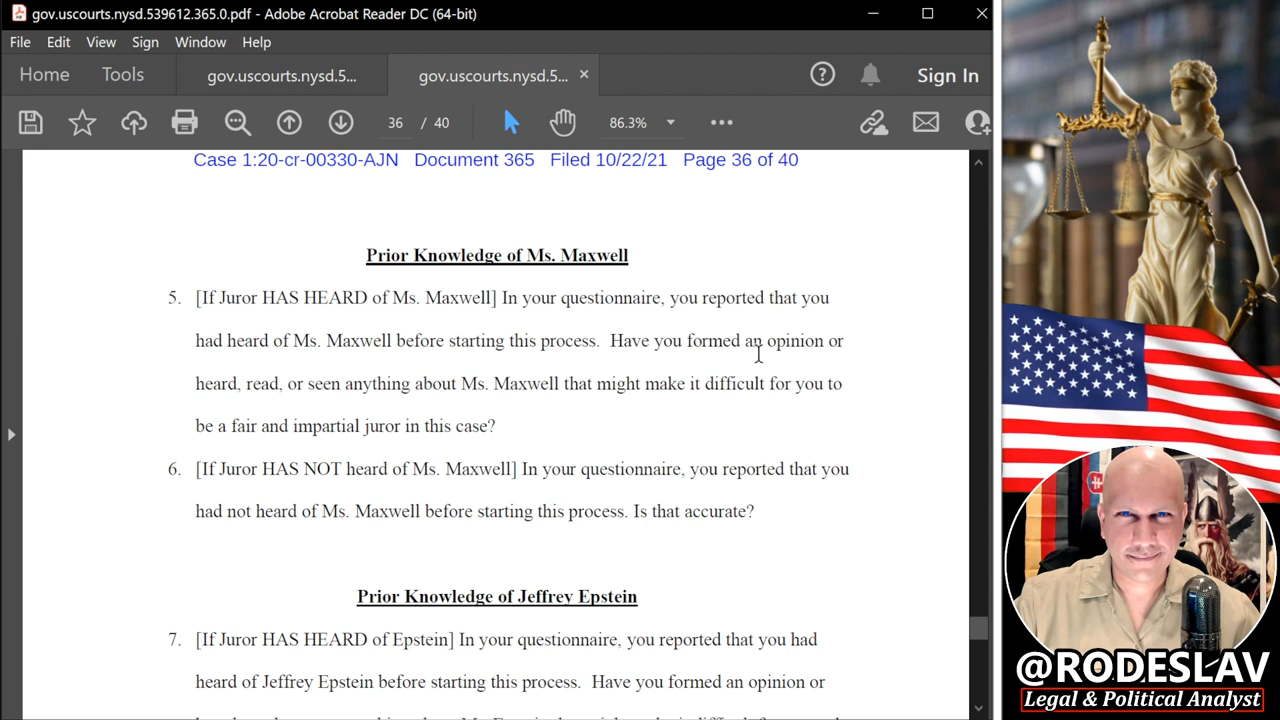 gov.uscourts.nysd.539612.365.0.pdf - Adobe Acrobat Reader DC (64-bit)
File Edit View Sign Window Help
Home Tools gov.uscourts.nysd.5... gov.uscourts.nysd.5... × ? Sign In
36 / 40 86.3%
Case 1:20-cr-00330-AJN Document 365 Filed 10/22/21 Page 36 of 40
Prior Knowledge of Ms. Maxwell
5. [If Juror HAS HEARD of Ms. Maxwell] In your questionnaire, you reported that you
had heard of Ms. Maxwell before starting this process. Have you formed an opinion or
heard, read, or seen anything about Ms. Maxwell that might make it difficult for you to
be a fair and impartial juror in this case?
6. [If Juror HAS NOT heard of Ms. Maxwell] In your questionnaire, you reported that you
had not heard of Ms. Maxwell before starting this process. Is that accurate?
Prior Knowledge of Jeffrey Epstein
7. [If Juror HAS HEARD of Epstein] In your questionnaire, you reported that you had
heard of Jeffrey Epstein before starting this process. Have you formed an opinion or
@RODESLAV
Legal & Political Analyst